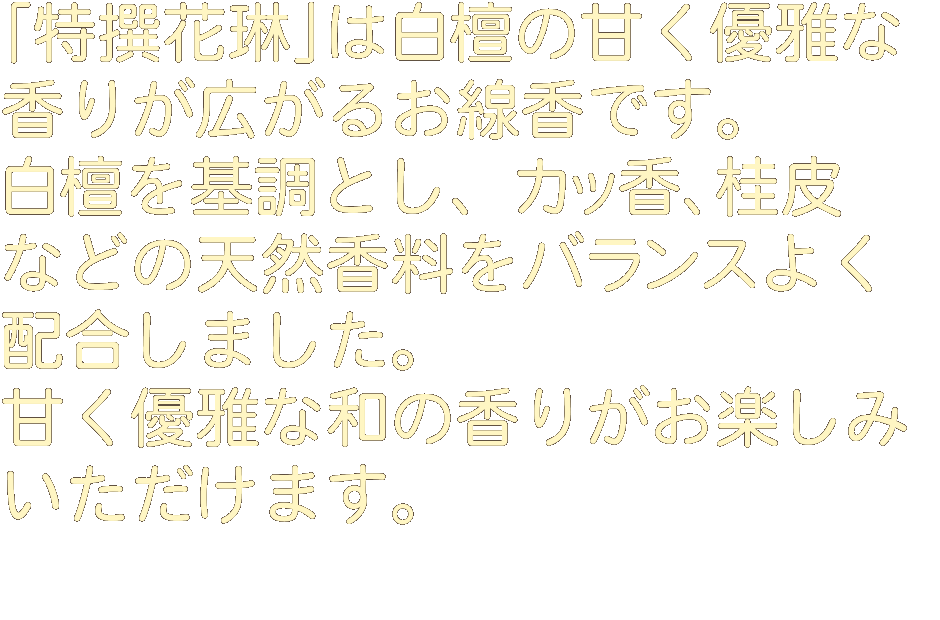 「特撰花琳」は白檀の甘く優雅な
香りが広がるお線香です。
白檀を基調とし、カッ香、桂皮
などの天然香料をバランスよく
配合しました。
甘く優雅な和の香りがお楽しみ
いただけます。